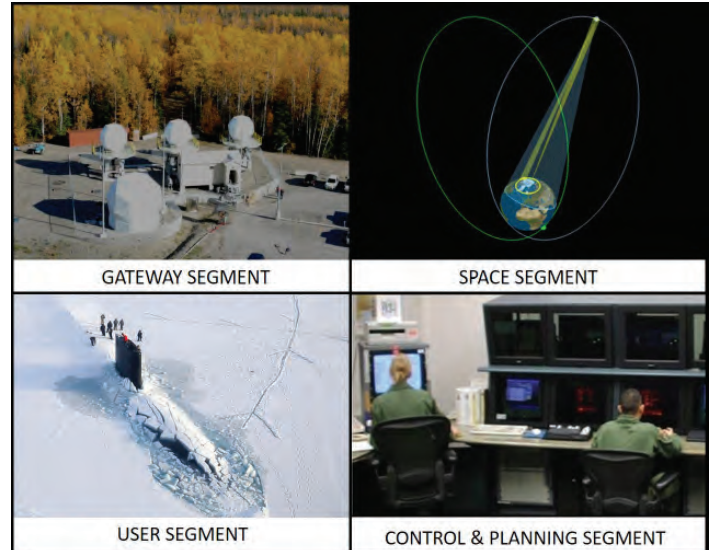 GATEWAY SEGMENT
SPACE SEGMENT
USER SEGMENT
CONTROL & PLANNING SEGMENT